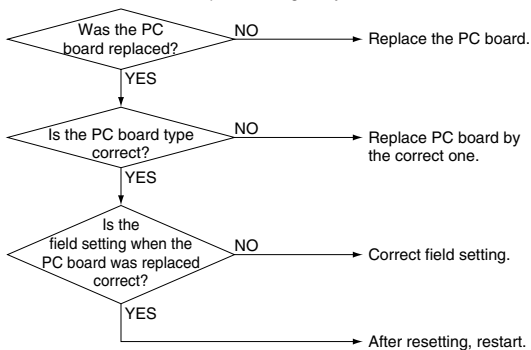 Was the PC
board replaced?
NO
Replace the PC board.
YES
Is the PC board type
correct?
NO
Replace PC board by
the correct one.
YES
Is the
field setting when the
PC board was replaced
correct?
NO
Correct field setting.
YES
After resetting, restart.